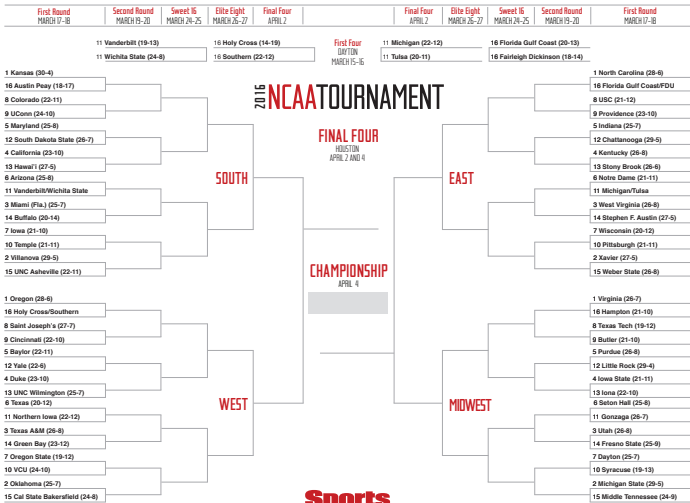 First Round Second Round Sweet 16 Elite Eight Final Four Final Four Elite Eight Sweet 16 Second Round First Round
MARCH 17-18 MARCH 19-20 MARCH 24-25 MARCH 26-27 APRIL 2 APRIL 2 MARCH 26-27 MARCH 24-25 MARCH 19-20 MARCH 17-18
11 Vanderbilt (19-13)
11 Wichita State (24-8)
16 Holy Cross (14-19)
16 Southern (22-12)
First Four
DAYTON
MARCH 15-16
11 Michigan (22-12)
11 Tulsa (20-11)
16 Florida Gulf Coast (20-13)
16 Fairleigh Dickinson (18-14)
2016 NCAATOURNAMENT
FINAL FOUR
HOUSTON
APRIL 2 AND 4
1 Kansas (30-4)
16 Austin Peay (18-17)
8 Colorado (22-11)
9 UConn (24-10)
5 Maryland (25-8)
12 South Dakota State (26-7)
4 California (23-10)
13 Hawai'i (27-5)
6 Arizona (25-8)
11 Vanderbilt/Wichita State
3 Miami (Fla.) (25-7)
14 Buffalo (20-14)
7 Iowa (21-10)
10 Temple (21-11)
2 Villanova (29-5)
15 UNC Asheville (22-11)
SOUTH
1 Oregon (28-6)
16 Holy Cross/Southern
8 Saint Joseph's (27-7)
9 Cincinnati (22-10)
5 Baylor (22-11)
12 Yale (22-6)
4 Duke (23-10)
13 UNC Wilmington (25-7)
6 Texas (20-12)
11 Northern Iowa (22-12)
3 Texas A&M (26-8)
14 Green Bay (23-12)
7 Oregon State (19-12)
10 VCU (24-10)
2 Oklahoma (25-7)
15 Cal State Bakersfield (24-8)
WEST
CHAMPIONSHIP
APRIL 4
1 North Carolina (28-6)
16 Florida Gulf Coast/FDU
8 USC (21-12)
9 Providence (23-10)
5 Indiana (25-7)
12 Chattanooga (29-5)
4 Kentucky (26-8)
13 Stony Brook (26-6)
6 Notre Dame (21-11)
11 Michigan/Tulsa
3 West Virginia (26-8)
14 Stephen F. Austin (27-5)
7 Wisconsin (20-12)
10 Pittsburgh (21-11)
2 Xavier (27-5)
15 Weber State (26-8)
EAST
1 Virginia (26-7)
16 Hampton (21-10)
8 Texas Tech (19-12)
9 Butler (21-10)
5 Purdue (26-8)
12 Little Rock (29-4)
4 Iowa State (21-11)
13 Iona (22-10)
6 Seton Hall (25-8)
11 Gonzaga (26-7)
3 Utah (26-8)
14 Fresno State (25-9)
7 Dayton (25-7)
10 Syracuse (19-13)
2 Michigan State (29-5)
15 Middle Tennessee (24-9)
MIDWEST
Sports